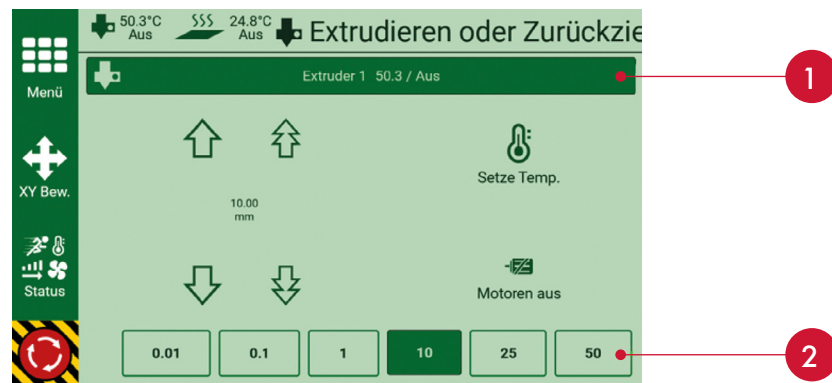 50.3°C
Aus
24.8°C
Aus
Extrudieren oder Zurückzie
Menü
Extruder 1 50.3 / Aus
1
XY Bew.
Setze Temp.
10.00
mm
Status
Motoren aus
0.01 0.1 1 10 25 50
2